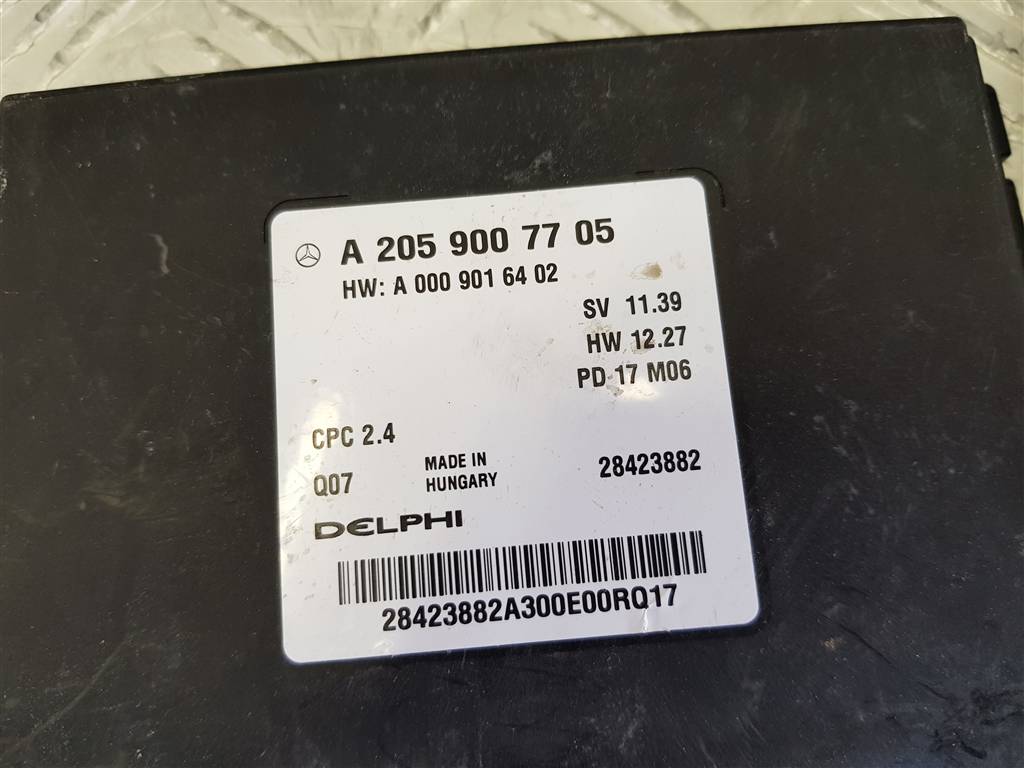 A 205 900 77 05
HW: A 000 901 64 02
SV 11.39
HW 12.27
PD 17 M06
CPC 2.4
Q07
MADE IN
HUNGARY
28423882
DELPHI
28423882A300E00RQ17